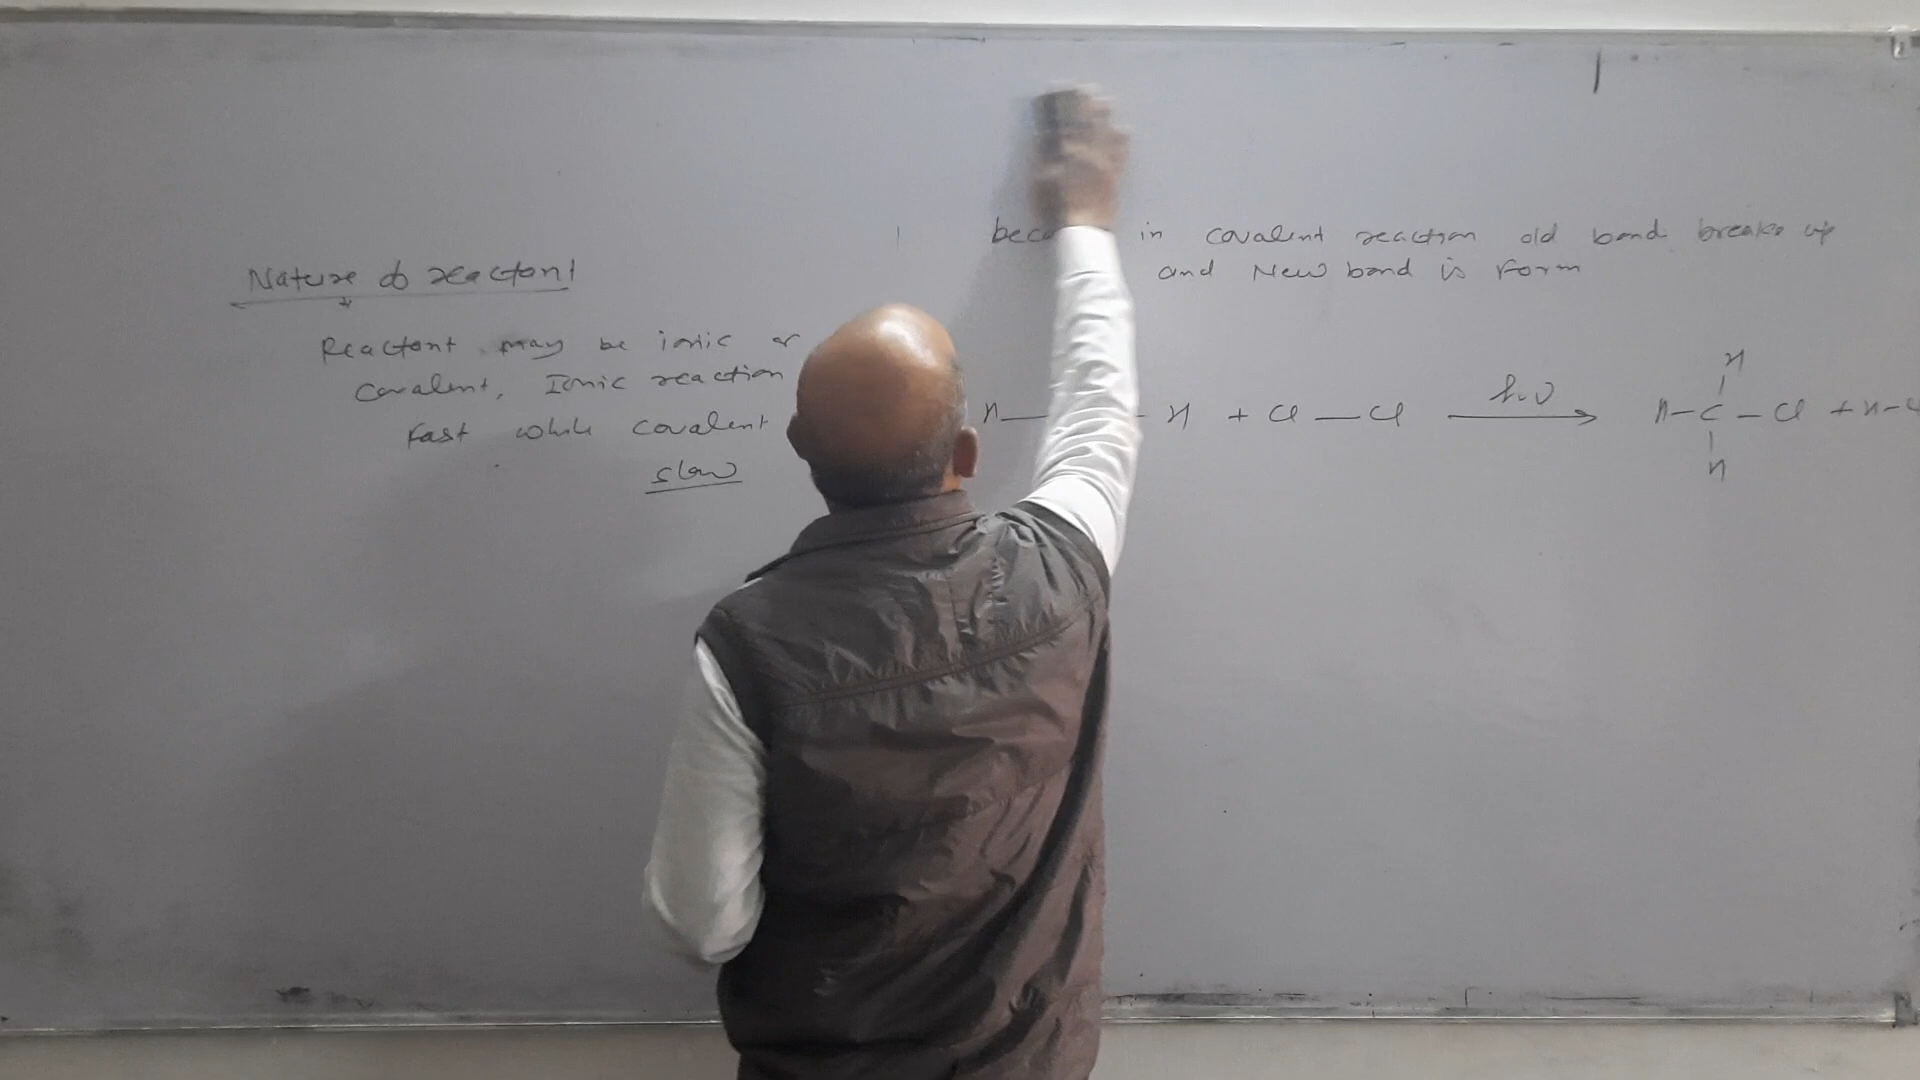 Nature of reactant
Reactant may be ionic or
covalent, Ionic reaction
Fast while covalent
slow
in covalent reaction old bond breaks up
and New bond is Form
H
hν
H — H + Cl — Cl ⟶ H — C — Cl + H —
H